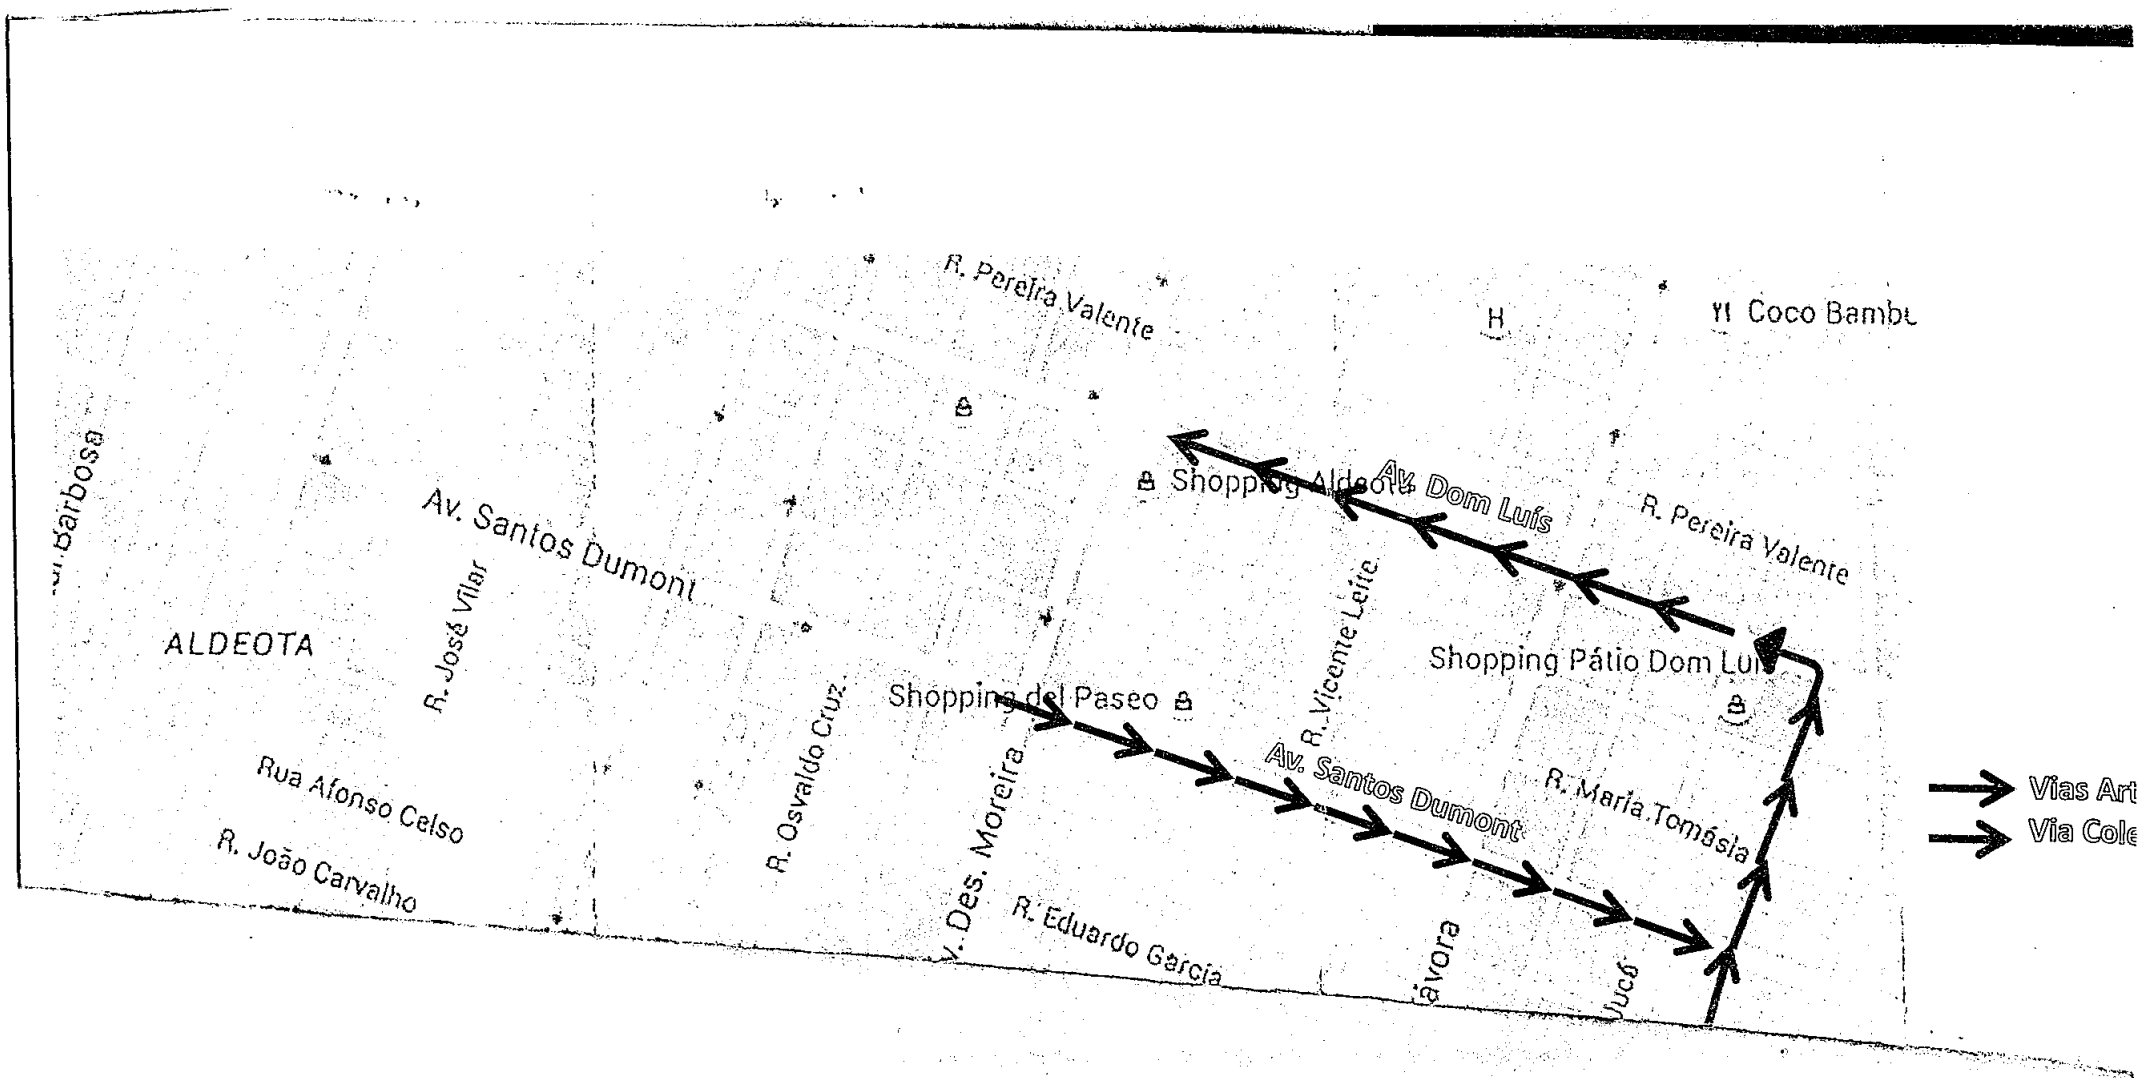 R. Pereira Valente
H
Coco Bambu
Shopping Aldeota
Av. Dom Luís
R. Pereira Valente
Barbosa
Av. Santos Dumont
R. José Vilar
ALDEOTA
R. Vicente Leite
Shopping Pátio Dom Luí
Shopping del Paseo
R. Osvaldo Cruz
Av. Santos Dumont
R. Maria Tomásia
Rua Afonso Celso
R. João Carvalho
v. Des. Moreira
R. Eduardo Garcia
ávora
Jucá
Vias Art
Via Cole